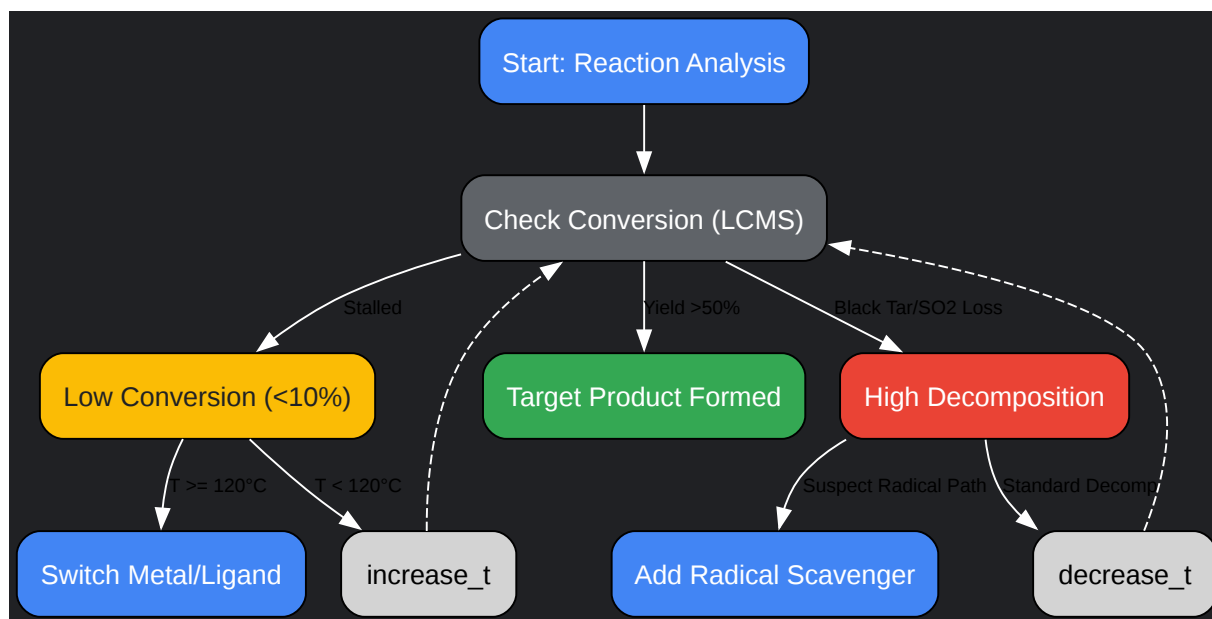 Start: Reaction Analysis
Check Conversion (LCMS)
Stalled
Yield >50%
Black Tar/SO2 Loss
Low Conversion (<10%)
Target Product Formed
High Decomposition
T >= 120°C
T < 120°C
Suspect Radical Path
Standard Decomp
Switch Metal/Ligand
increase_t
Add Radical Scavenger
decrease_t